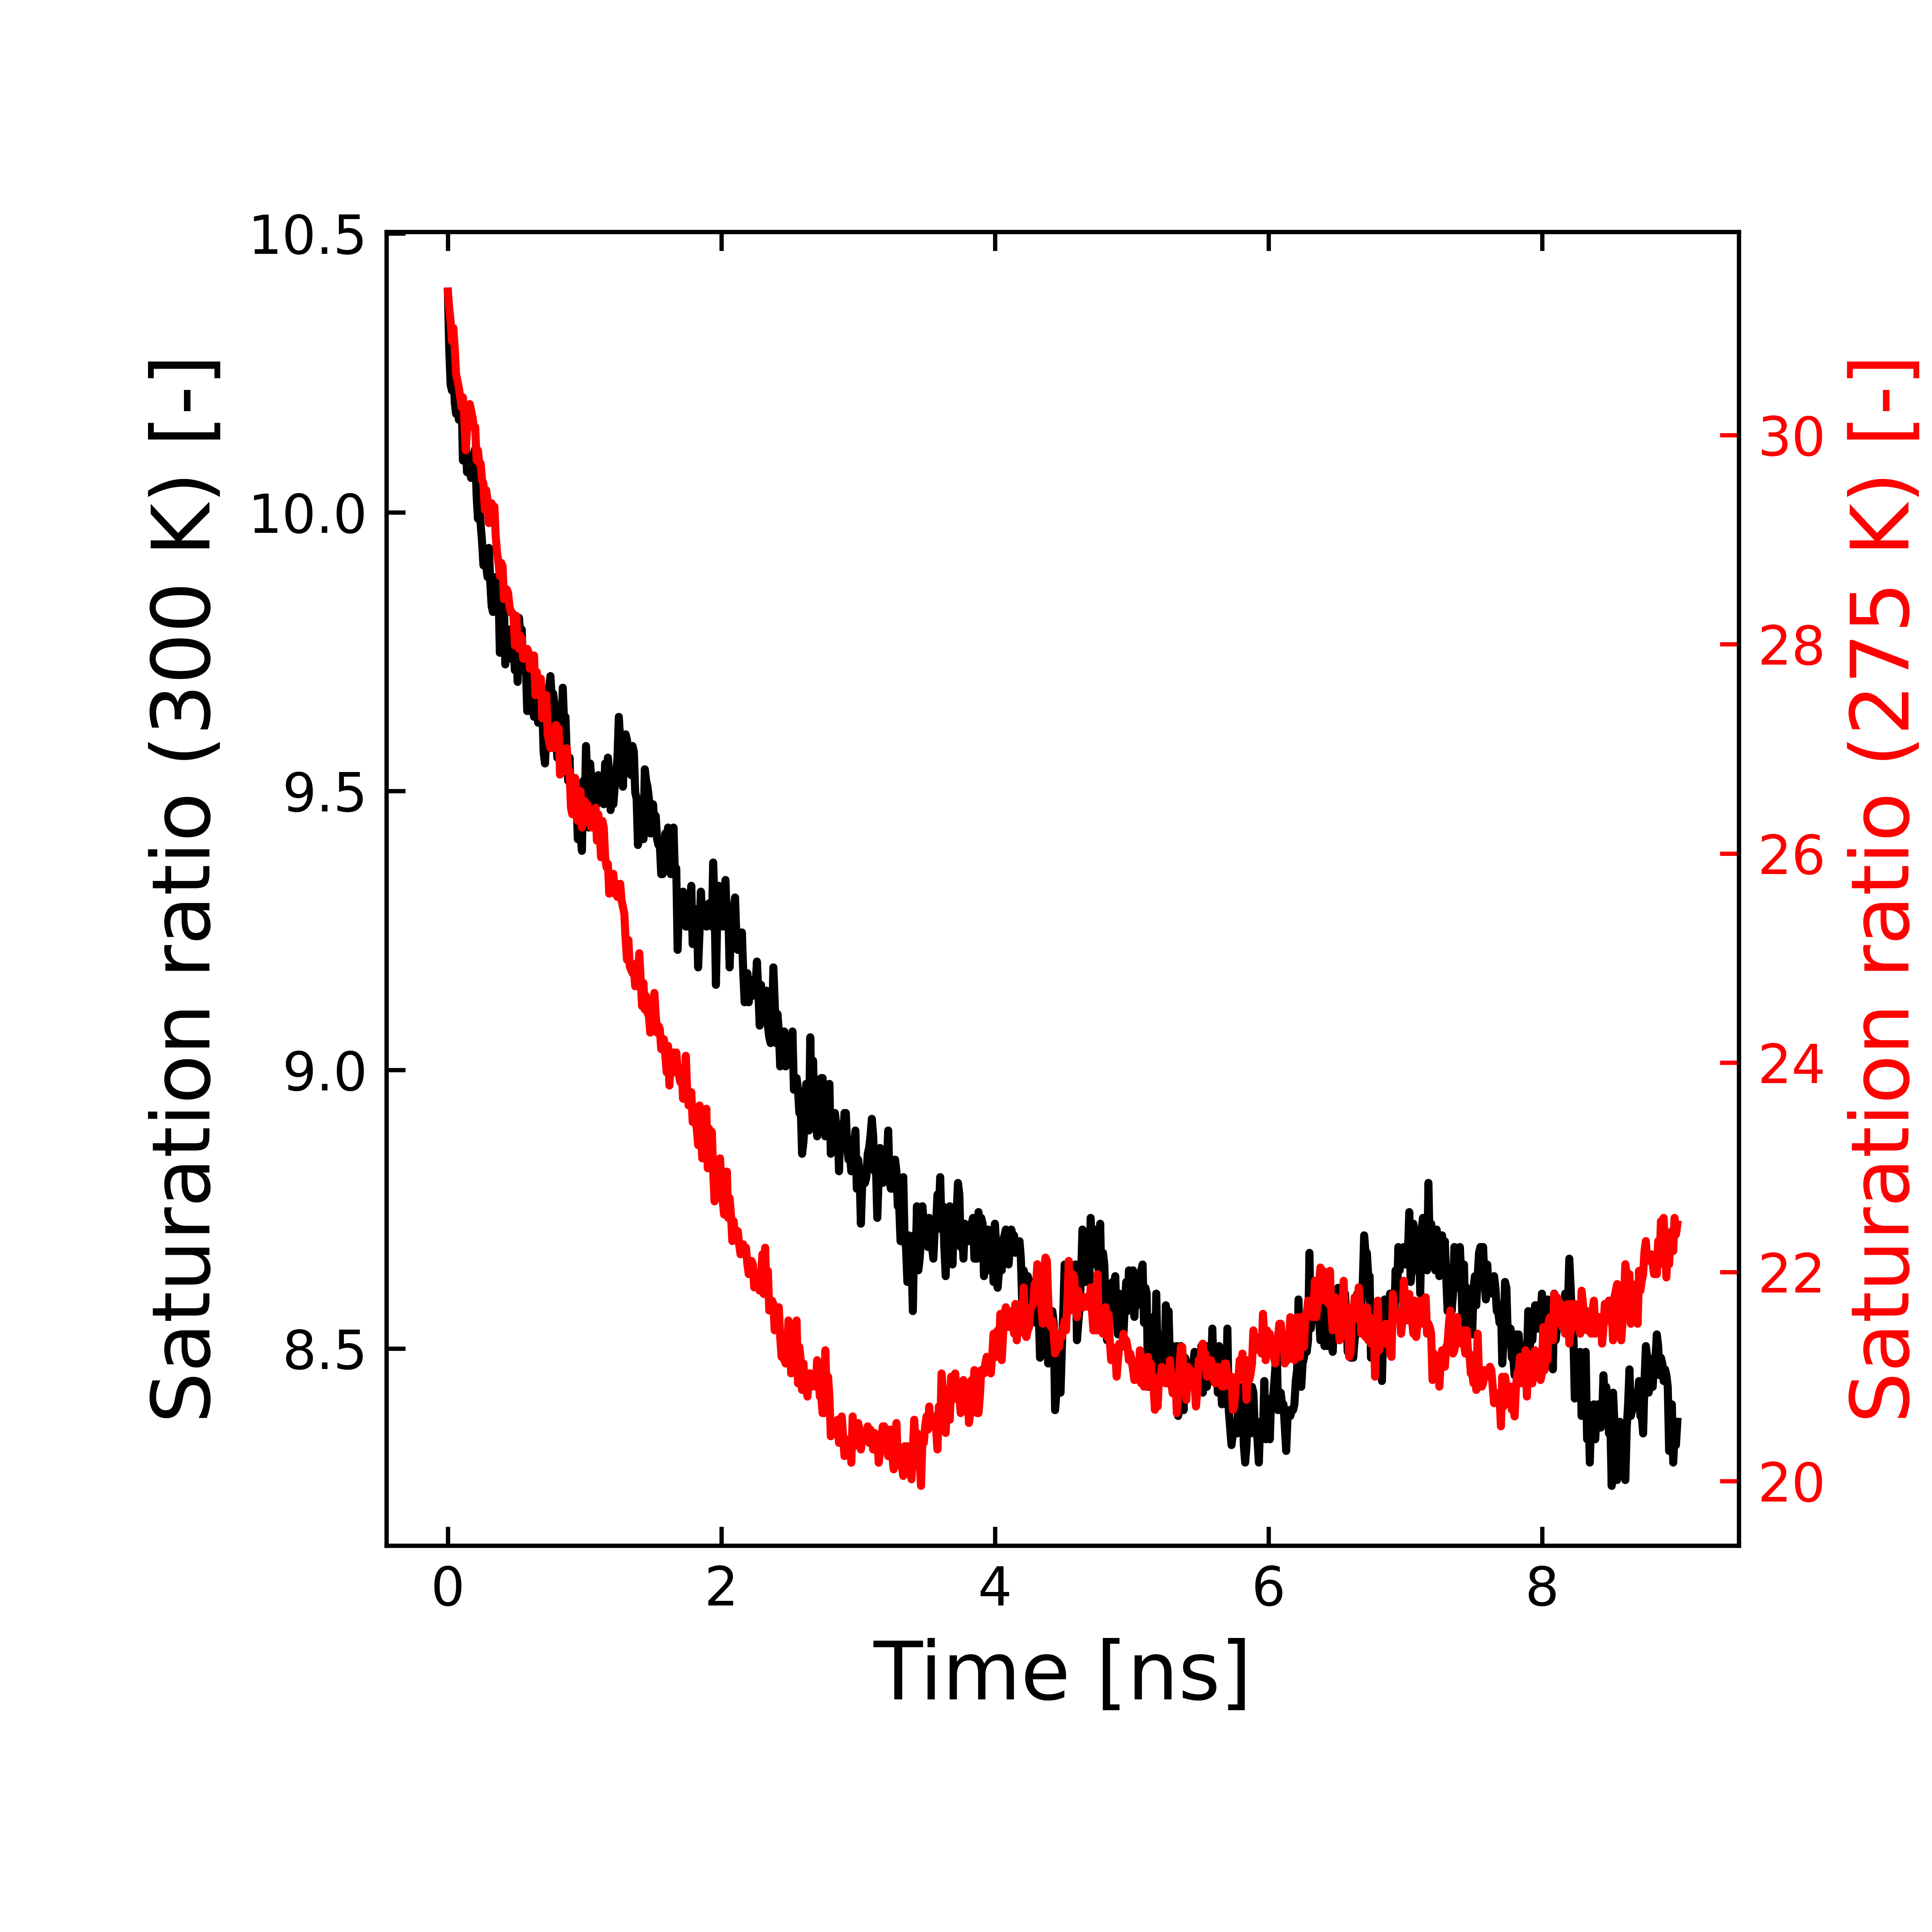 Saturation ratio (300 K) [-]
10.5
10.0
9.5
9.0
8.5
0 2 4 6 8
Time [ns]
30
28
26
24
22
20
Saturation ratio (275 K) [-]